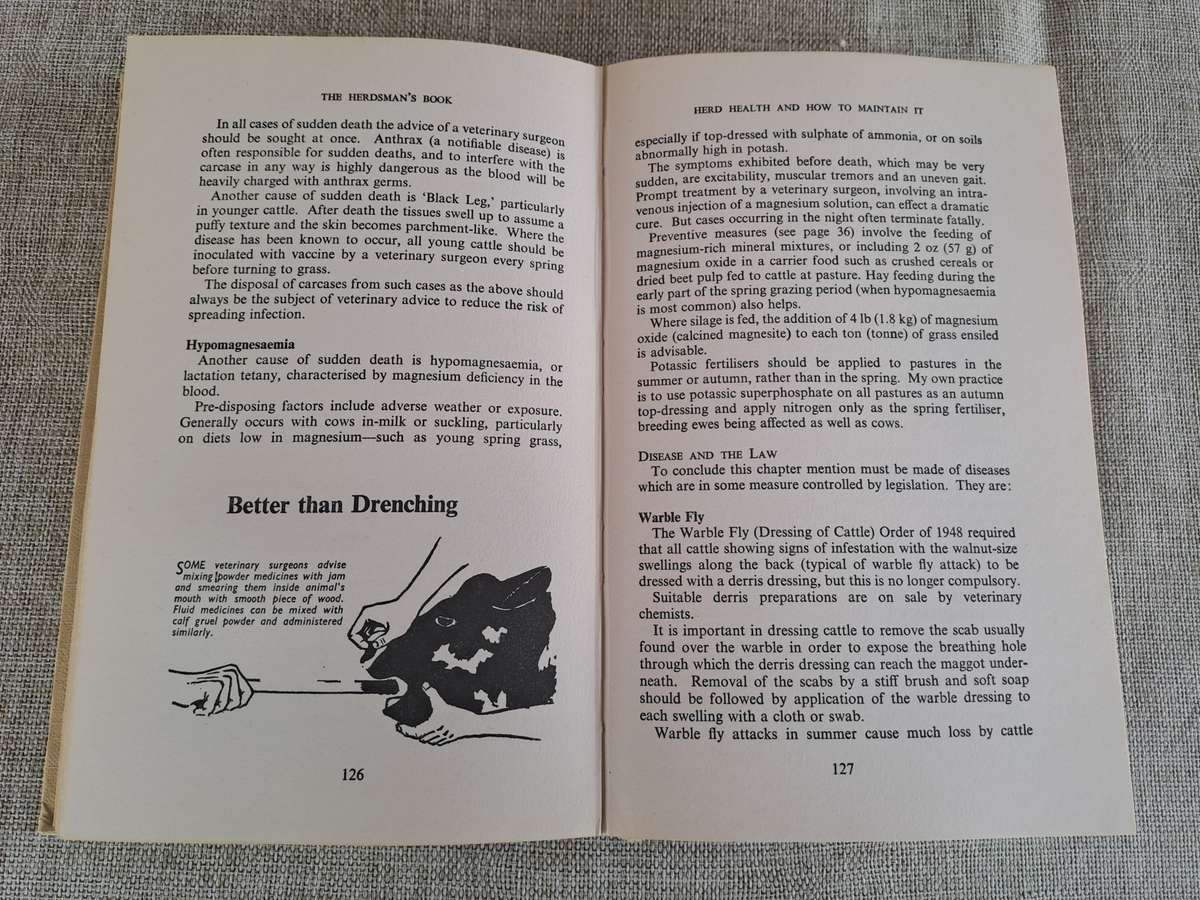 THE HERDSMAN'S BOOK
In all cases of sudden death the advice of a veterinary surgeon
should be sought at once. Anthrax (a notifiable disease) is
often responsible for sudden deaths, and to interfere with the
carcase in any way is highly dangerous as the blood will be
heavily charged with anthrax germs.
Another cause of sudden death is 'Black Leg,' particularly
in younger cattle. After death the tissues swell up to assume a
puffy texture and the skin becomes parchment-like. Where the
disease has been known to occur, all young cattle should be
inoculated with vaccine by a veterinary surgeon every spring
before turning to grass.
The disposal of carcases from such cases as the above should
always be the subject of veterinary advice to reduce the risk of
spreading infection.
Hypomagnesaemia
Another cause of sudden death is hypomagnesaemia, or
lactation tetany, characterised by magnesium deficiency in the
blood.
Pre-disposing factors include adverse weather or exposure.
Generally occurs with cows in-milk or suckling, particularly
on diets low in magnesium—such as young spring grass,
Better than Drenching
SOME veterinary surgeons advise
mixing powder medicines with jam
and smearing them inside animal's
mouth with smooth piece of wood.
Fluid medicines can be mixed with
calf gruel powder and administered
similarly.
126
HERD HEALTH AND HOW TO MAINTAIN IT
especially if top-dressed with sulphate of ammonia, or on soils
abnormally high in potash.
The symptoms exhibited before death, which may be very
sudden, are excitability, muscular tremors and an uneven gait.
Prompt treatment by a veterinary surgeon, involving an intra-
venous injection of a magnesium solution, can effect a dramatic
cure. But cases occurring in the night often terminate fatally.
Preventive measures (see page 36) involve the feeding of
magnesium-rich mineral mixtures, or including 2 oz (57 g) of
magnesium oxide in a carrier food such as crushed cereals or
dried beet pulp fed to cattle at pasture. Hay feeding during the
early part of the spring grazing period (when hypomagnesaemia
is most common) also helps.
Where silage is fed, the addition of 4 lb (1.8 kg) of magnesium
oxide (calcined magnesite) to each ton (tonne) of grass ensiled
is advisable.
Potassic fertilisers should be applied to pastures in the
summer or autumn, rather than in the spring. My own practice
is to use potassic superphosphate on all pastures as an autumn
top-dressing and apply nitrogen only as the spring fertiliser,
breeding ewes being affected as well as cows.
DISEASE AND THE LAW
To conclude this chapter mention must be made of diseases
which are in some measure controlled by legislation. They are:
Warble Fly
The Warble Fly (Dressing of Cattle) Order of 1948 required
that all cattle showing signs of infestation with the walnut-size
swellings along the back (typical of warble fly attack) to be
dressed with a derris dressing, but this is no longer compulsory.
Suitable derris preparations are on sale by veterinary
chemists.
It is important in dressing cattle to remove the scab usually
found over the warble in order to expose the breathing hole
through which the derris dressing can reach the maggot under-
neath. Removal of the scabs by a stiff brush and soft soap
should be followed by application of the warble dressing to
each swelling with a cloth or swab.
Warble fly attacks in summer cause much loss by cattle
127